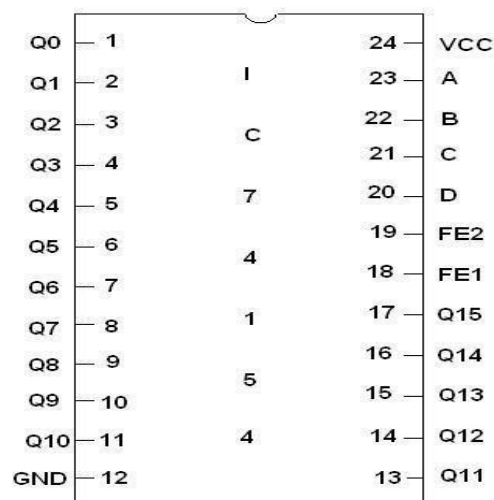 Q0 1 I 24 VCC
Q1 2 23 A
Q2 3 C 22 B
Q3 4 21 C
Q4 5 7 20 D
Q5 6 4 19 FE2
Q6 7 18 FE1
Q7 8 1 17 Q15
Q8 9 16 Q14
Q9 10 5 15 Q13
Q10 11 4 14 Q12
GND 12 13 Q11